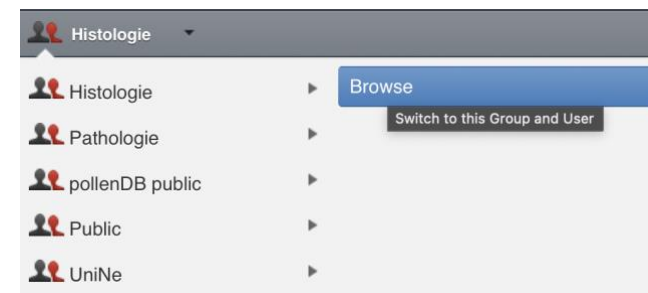 Histologie
Histologie
Browse
Switch to this Group and User
Pathologie
pollenDB public
Public
UniNe